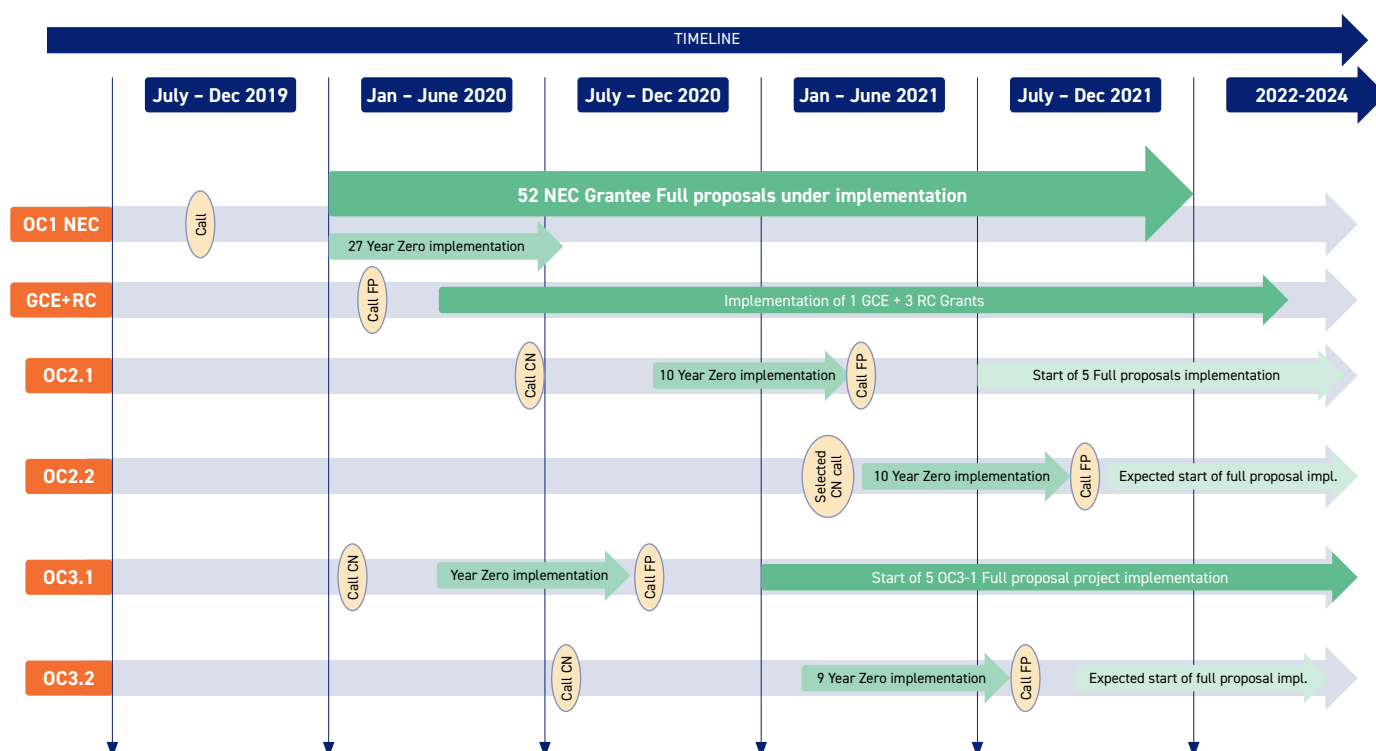 TIMELINE
July – Dec 2019
Jan – June 2020
July – Dec 2020
Jan – June 2021
July – Dec 2021
2022-2024
52 NEC Grantee Full proposals under implementation
OC1 NEC
Call
27 Year Zero implementation
GCE+RC
Call FP
Implementation of 1 GCE + 3 RC Grants
OC2.1
Call CN
10 Year Zero implementation
Call FP
Start of 5 Full proposals implementation
OC2.2
Selected
CN call
10 Year Zero implementation
Call FP
Expected start of full proposal impl.
OC3.1
Call CN
Year Zero implementation
Call FP
Start of 5 OC3-1 Full proposal project implementation
OC3.2
Call CN
9 Year Zero implementation
Call FP
Expected start of full proposal impl.